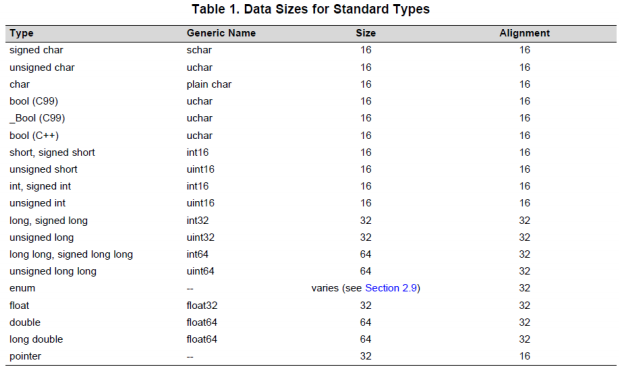 Table 1. Data Sizes for Standard Types
Type Generic Name Size Alignment
signed char schar 16 16
unsigned char uchar 16 16
char plain char 16 16
bool (C99) uchar 16 16
_Bool (C99) uchar 16 16
bool (C++) uchar 16 16
short, signed short int16 16 16
unsigned short uint16 16 16
int, signed int int16 16 16
unsigned int uint16 16 16
long, signed long int32 32 32
unsigned long uint32 32 32
long long, signed long long int64 64 32
unsigned long long uint64 64 32
enum -- varies (see Section 2.9) 32
float float32 32 32
double float64 64 32
long double float64 64 32
pointer -- 32 16